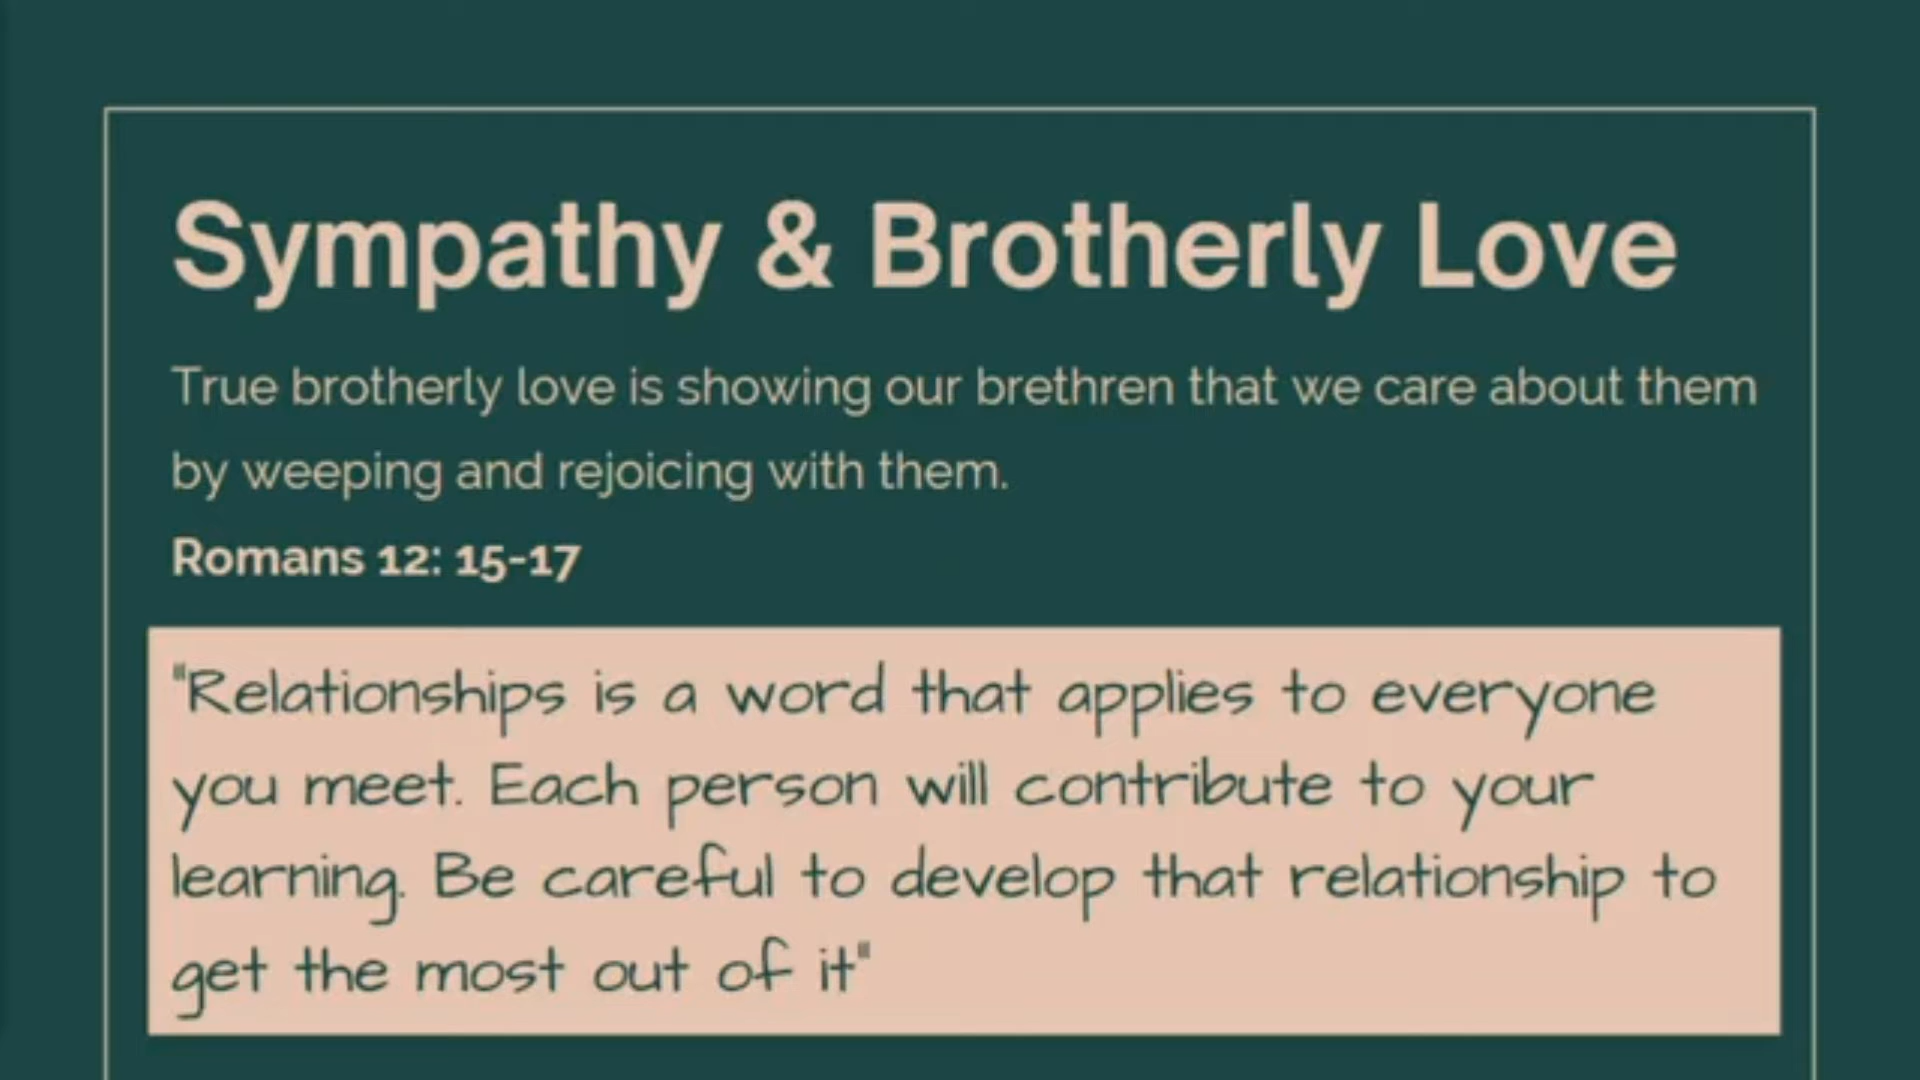 Sympathy & Brotherly Love
True brotherly love is showing our brethren that we care about them
by weeping and rejoicing with them.
Romans 12: 15-17
"Relationships is a word that applies to everyone
you meet. Each person will contribute to your
learning. Be careful to develop that relationship to
get the most out of it"